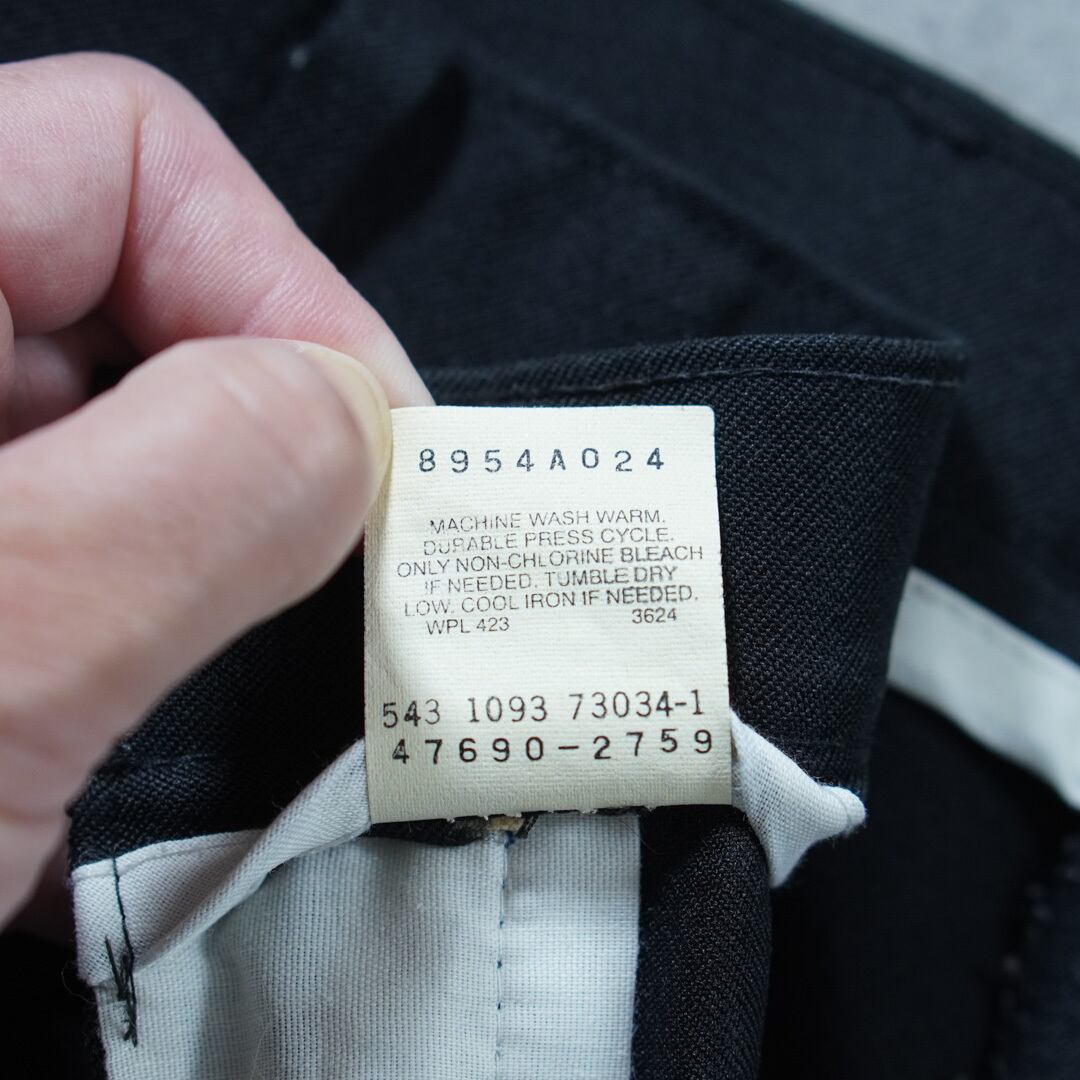 8954A024
MACHINE WASH WARM.
DURABLE PRESS CYCLE.
ONLY NON-CHLORINE BLEACH
IF NEEDED. TUMBLE DRY
LOW. COOL IRON IF NEEDED.
WPL 423 3624
543 1093 73034-1
47690-2759